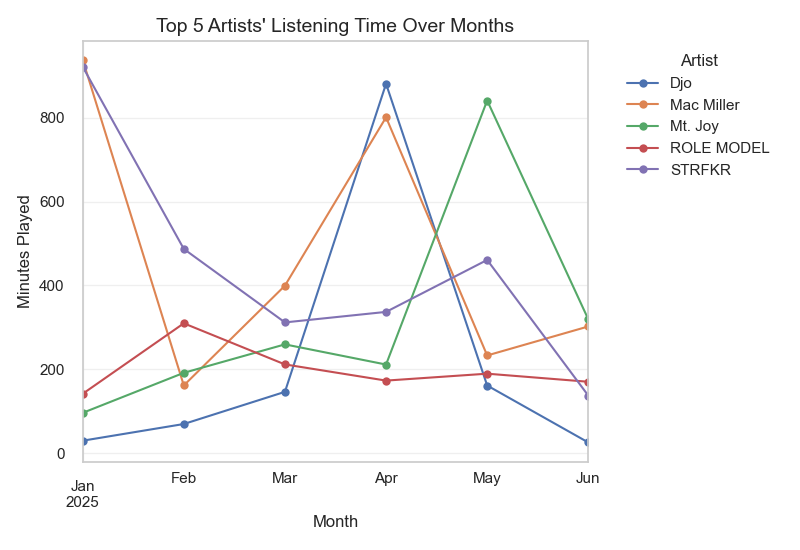 Top 5 Artists' Listening Time Over Months
Artist
Djo
Mac Miller
Mt. Joy
ROLE MODEL
STRFKR
Minutes Played
800
600
400
200
0
Jan
2025
Feb
Mar
Apr
May
Jun
Month